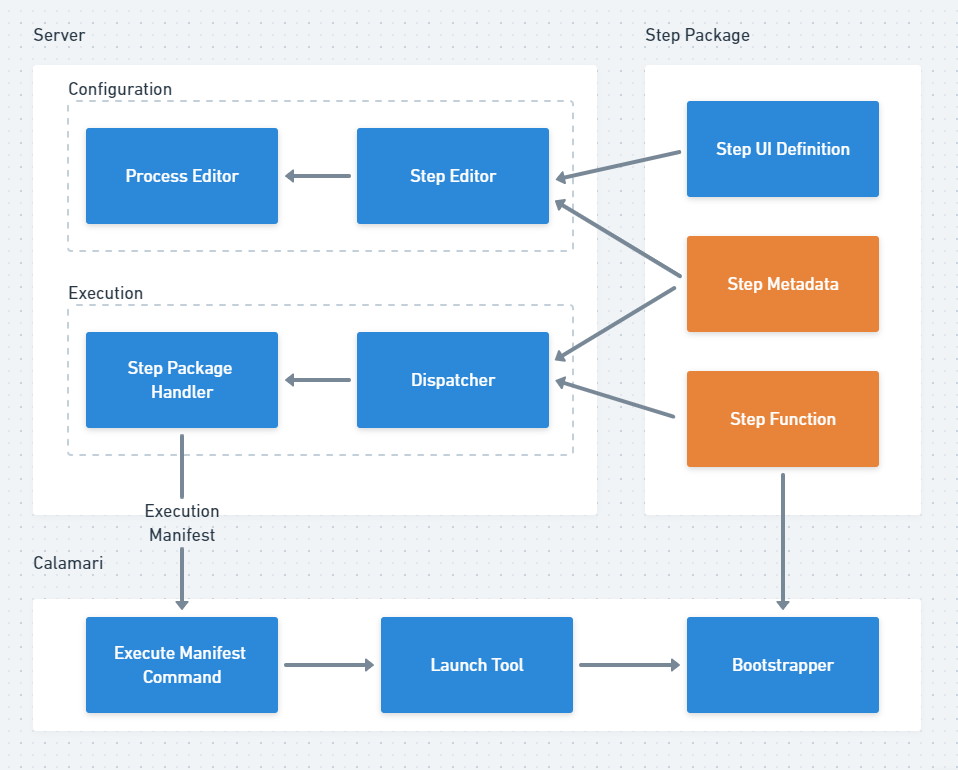 Server
Step Package
Configuration
Process Editor
Step Editor
Step UI Definition
Step Metadata
Execution
Step Package
Handler
Dispatcher
Step Function
Execution
Manifest
Calamari
Execute Manifest
Command
Launch Tool
Bootstrapper